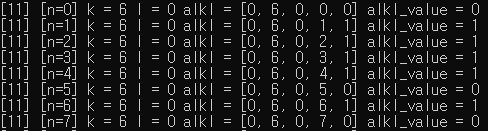 [11] [n=0] k = 6 l = 0 alkl = [0, 6, 0, 0, 0] alkl_value = 0
[11] [n=1] k = 6 l = 0 alkl = [0, 6, 0, 1, 1] alkl_value = 1
[11] [n=2] k = 6 l = 0 alkl = [0, 6, 0, 2, 1] alkl_value = 1
[11] [n=3] k = 6 l = 0 alkl = [0, 6, 0, 3, 1] alkl_value = 1
[11] [n=4] k = 6 l = 0 alkl = [0, 6, 0, 4, 1] alkl_value = 1
[11] [n=5] k = 6 l = 0 alkl = [0, 6, 0, 5, 0] alkl_value = 0
[11] [n=6] k = 6 l = 0 alkl = [0, 6, 0, 6, 1] alkl_value = 1
[11] [n=7] k = 6 l = 0 alkl = [0, 6, 0, 7, 0] alkl_value = 0